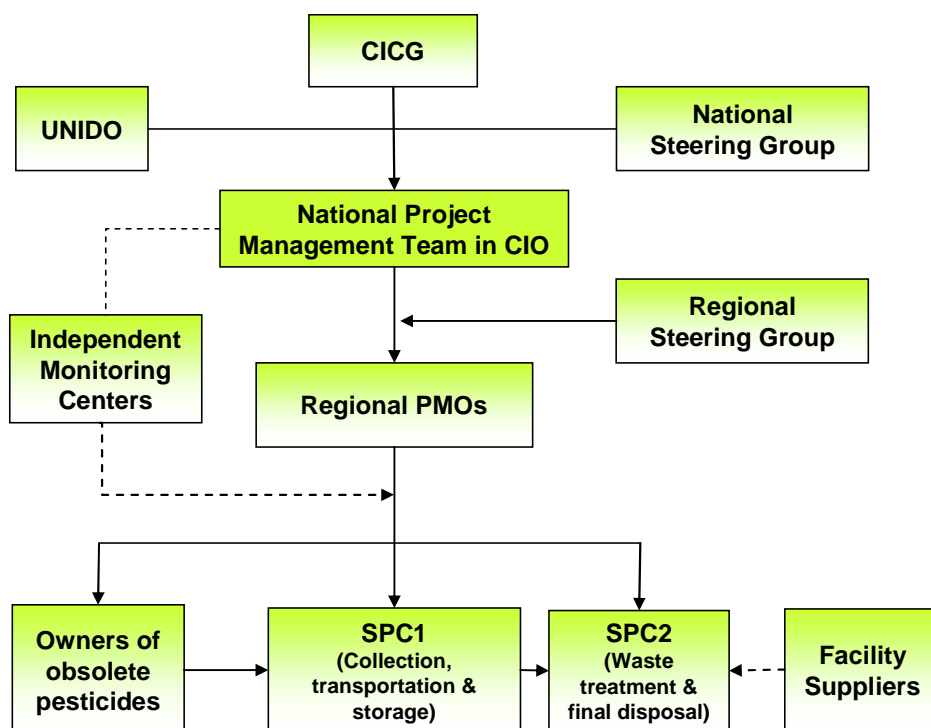 CICG
UNIDO
National
Steering Group
National Project
Management Team in CIO
Regional
Steering Group
Independent
Monitoring
Centers
Regional PMOs
Owners of
obsolete
pesticides
SPC1
(Collection,
transportation &
storage)
SPC2
(Waste
treatment &
final disposal)
Facility
Suppliers